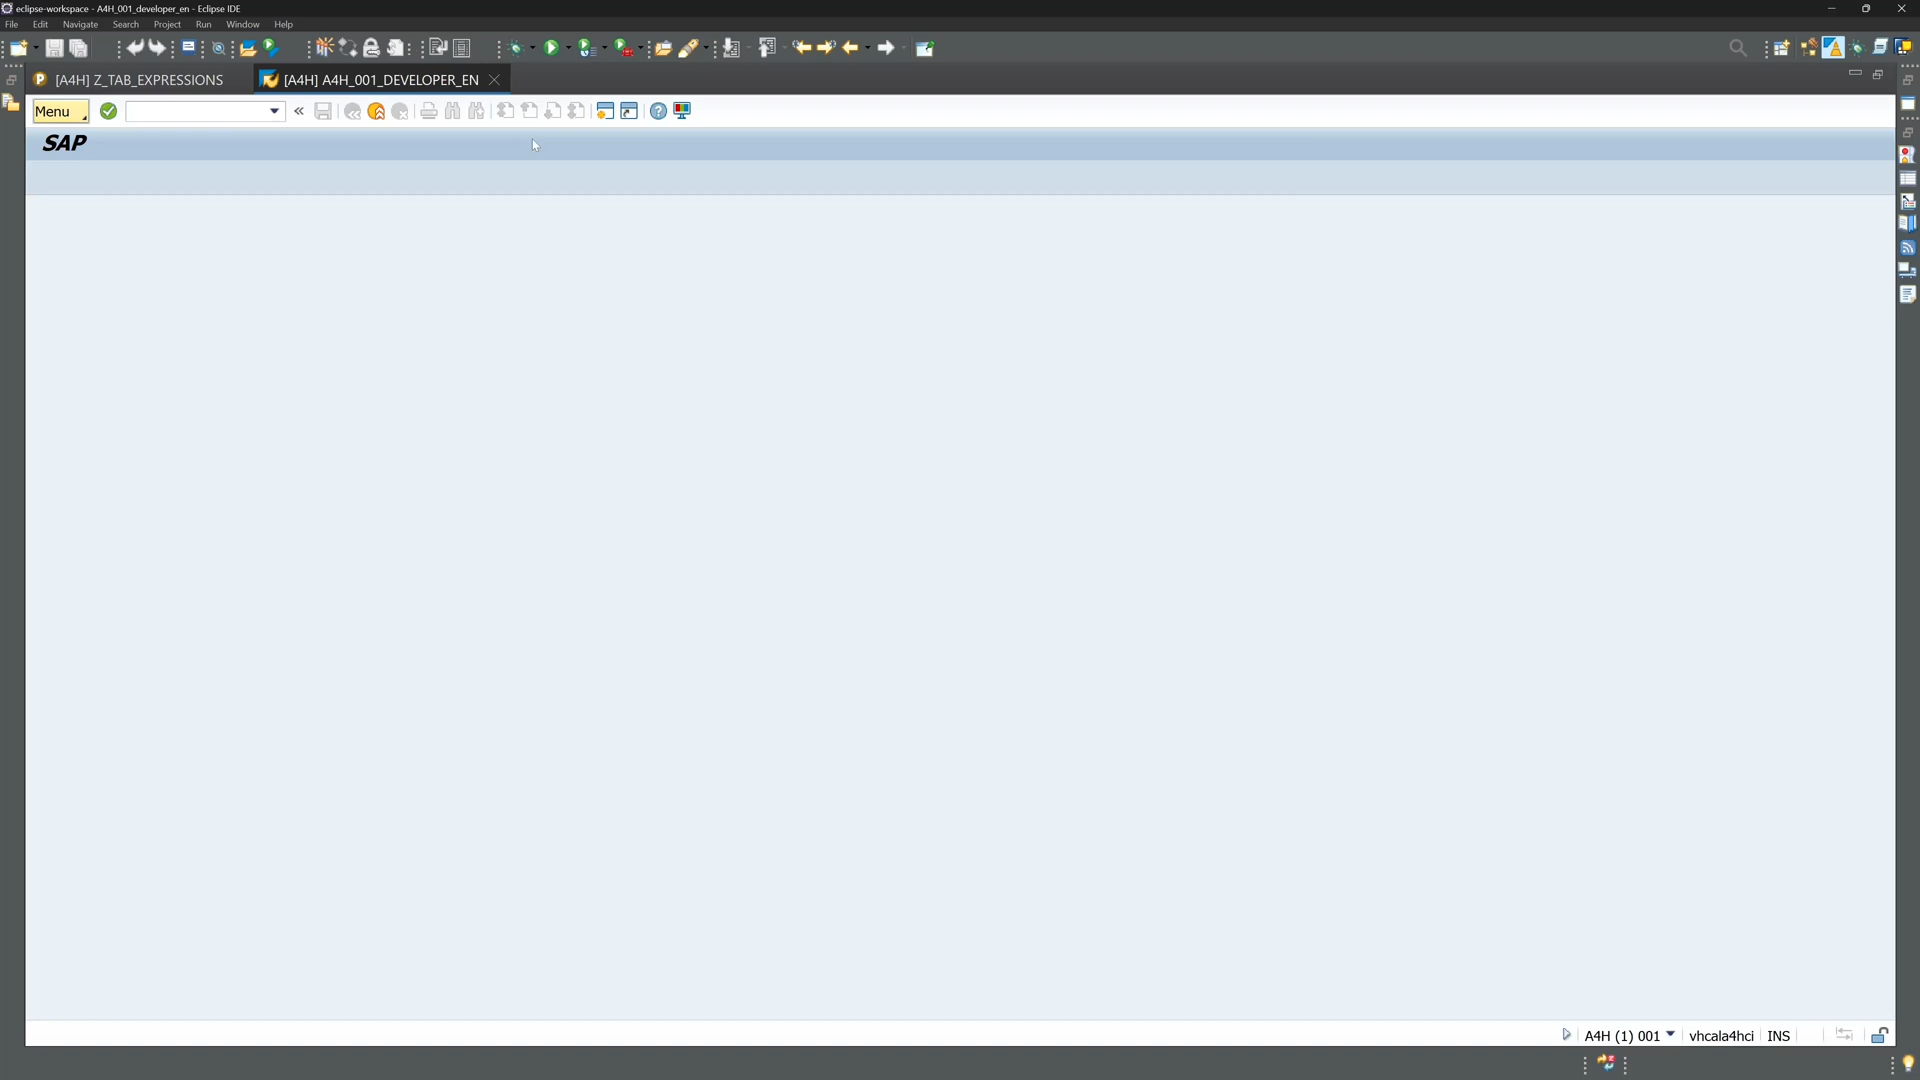 eclipse-workspace - A4H_001_developer_en - Eclipse IDE
File Edit Navigate Search Project Run Window Help
[A4H] Z_TAB_EXPRESSIONS [A4H] A4H_001_DEVELOPER_EN
Menu
SAP
A4H (1) 001 vhcala4hci INS